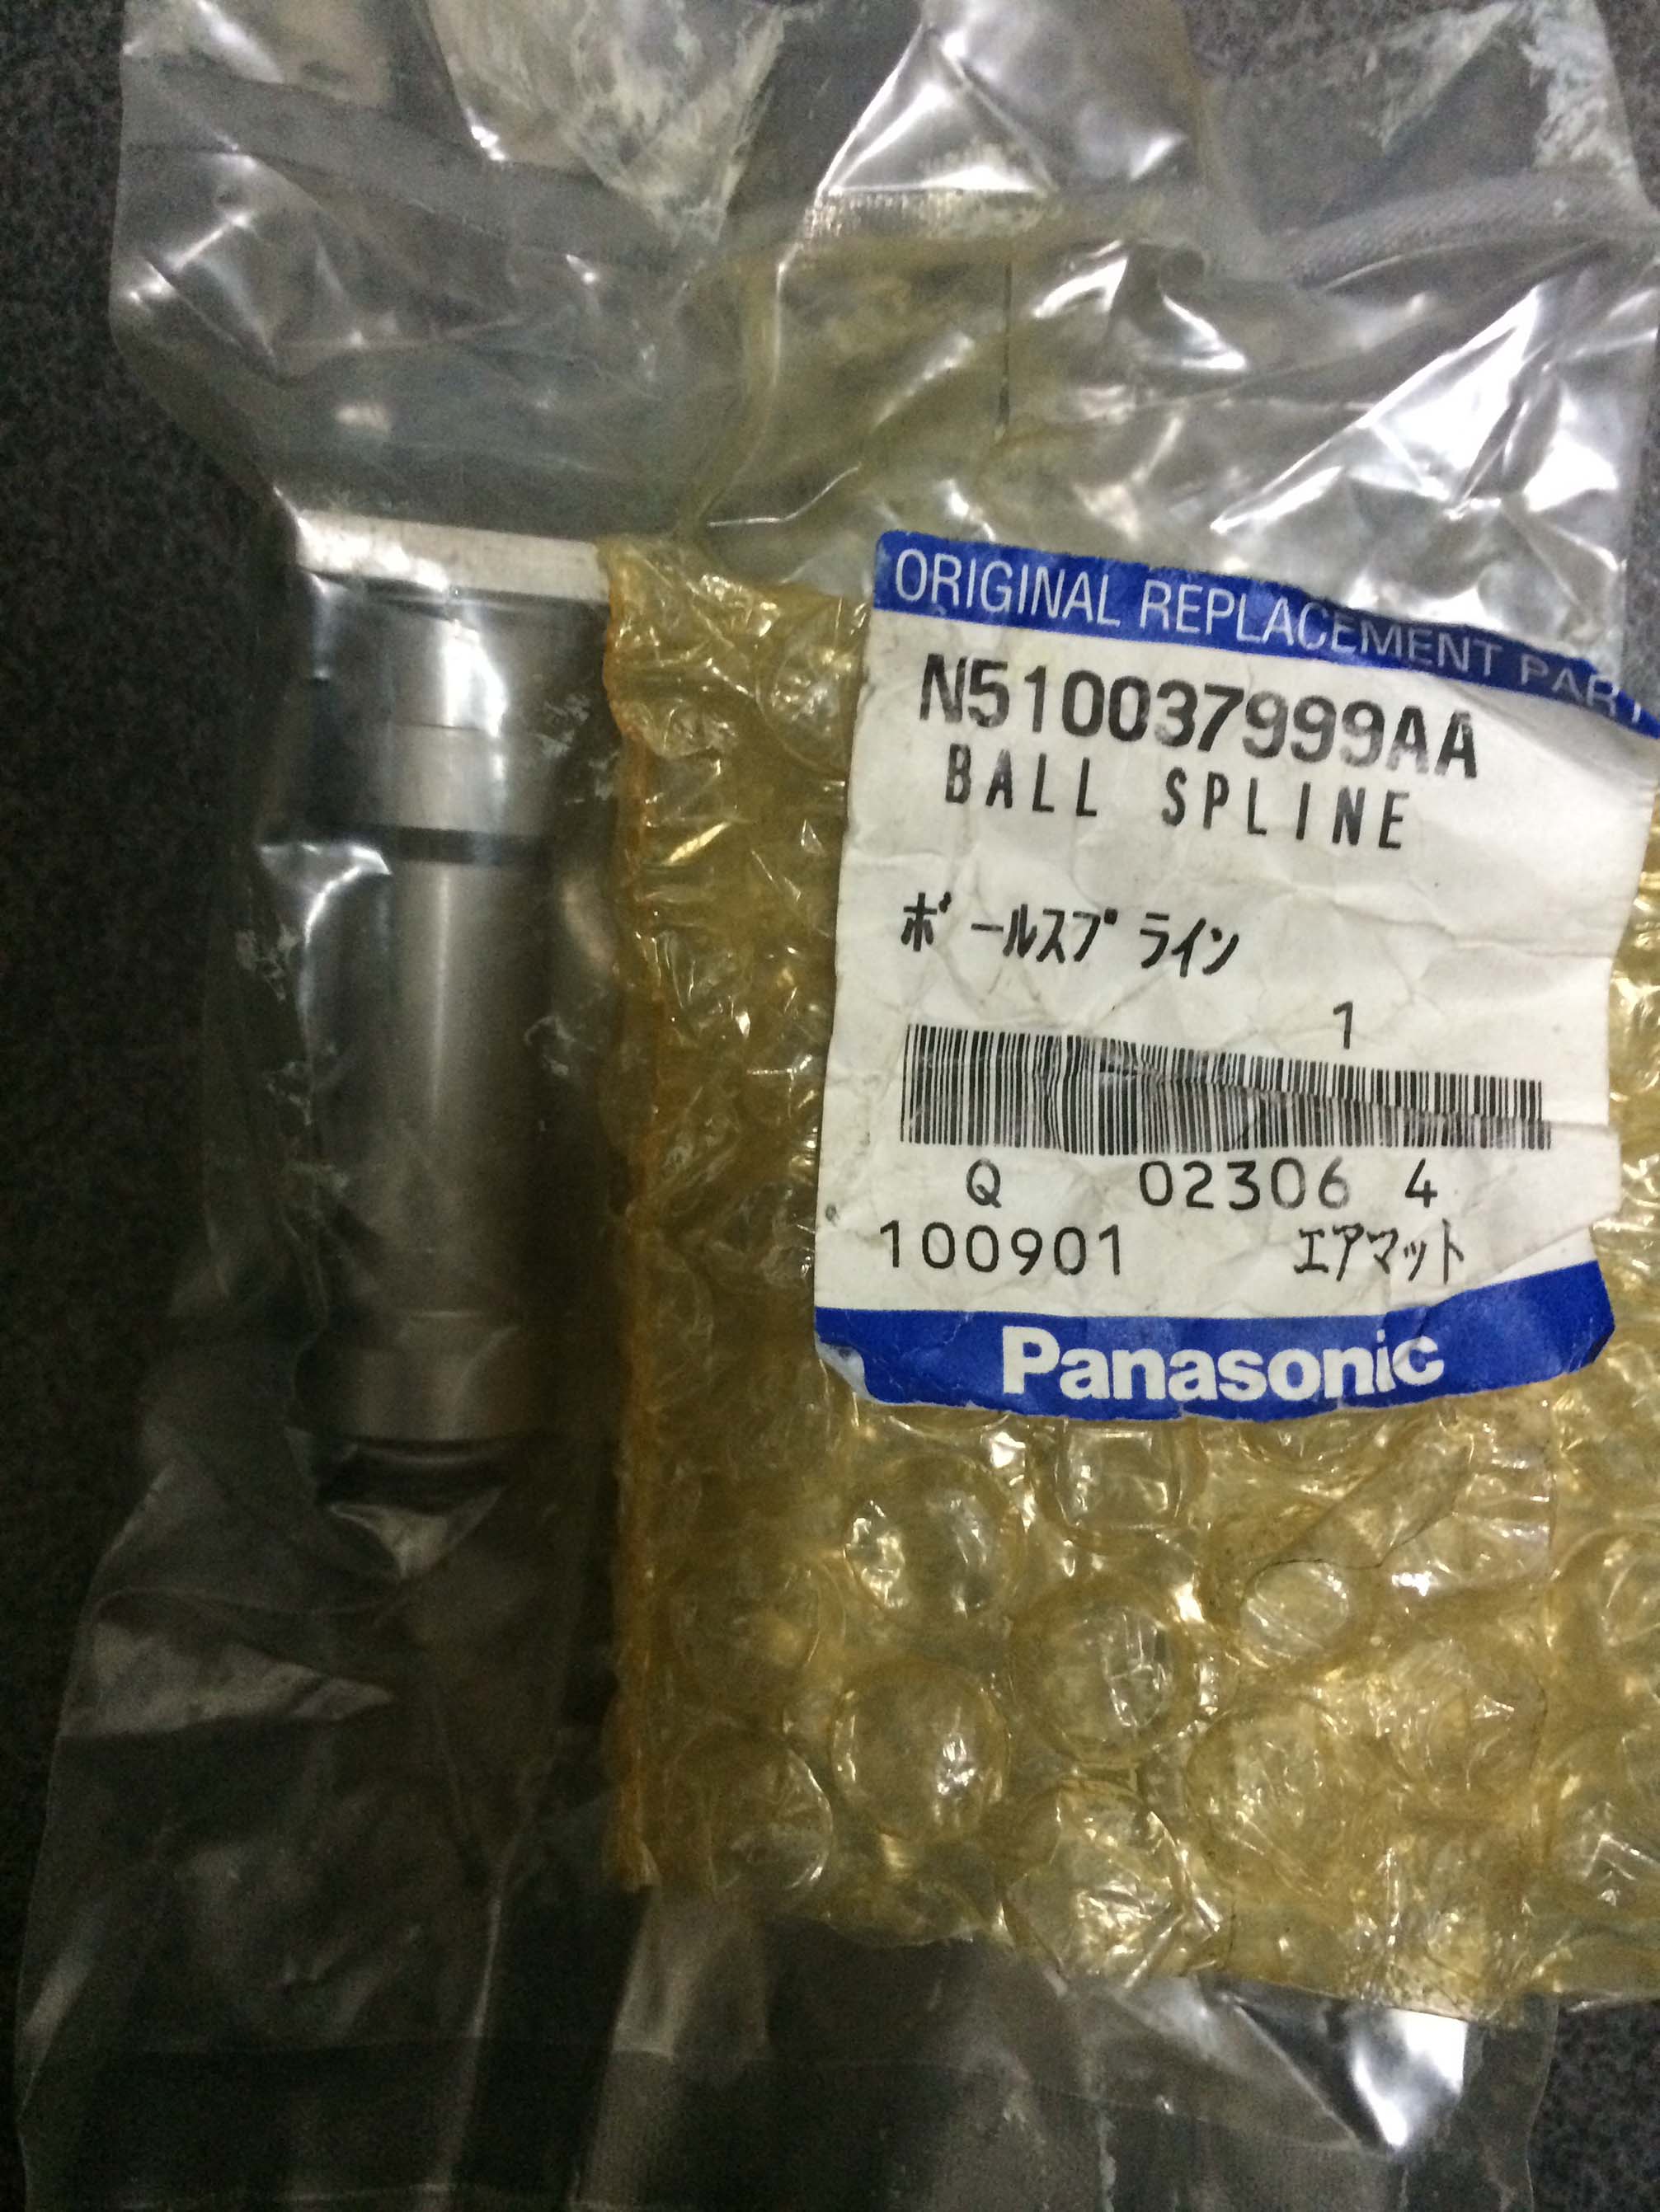 ORIGINAL REPLACEMENT PART
N510037999AA
BALL SPLINE
ボールスプライン
1
Q 02306 4
100901 エアマット
Panasonic